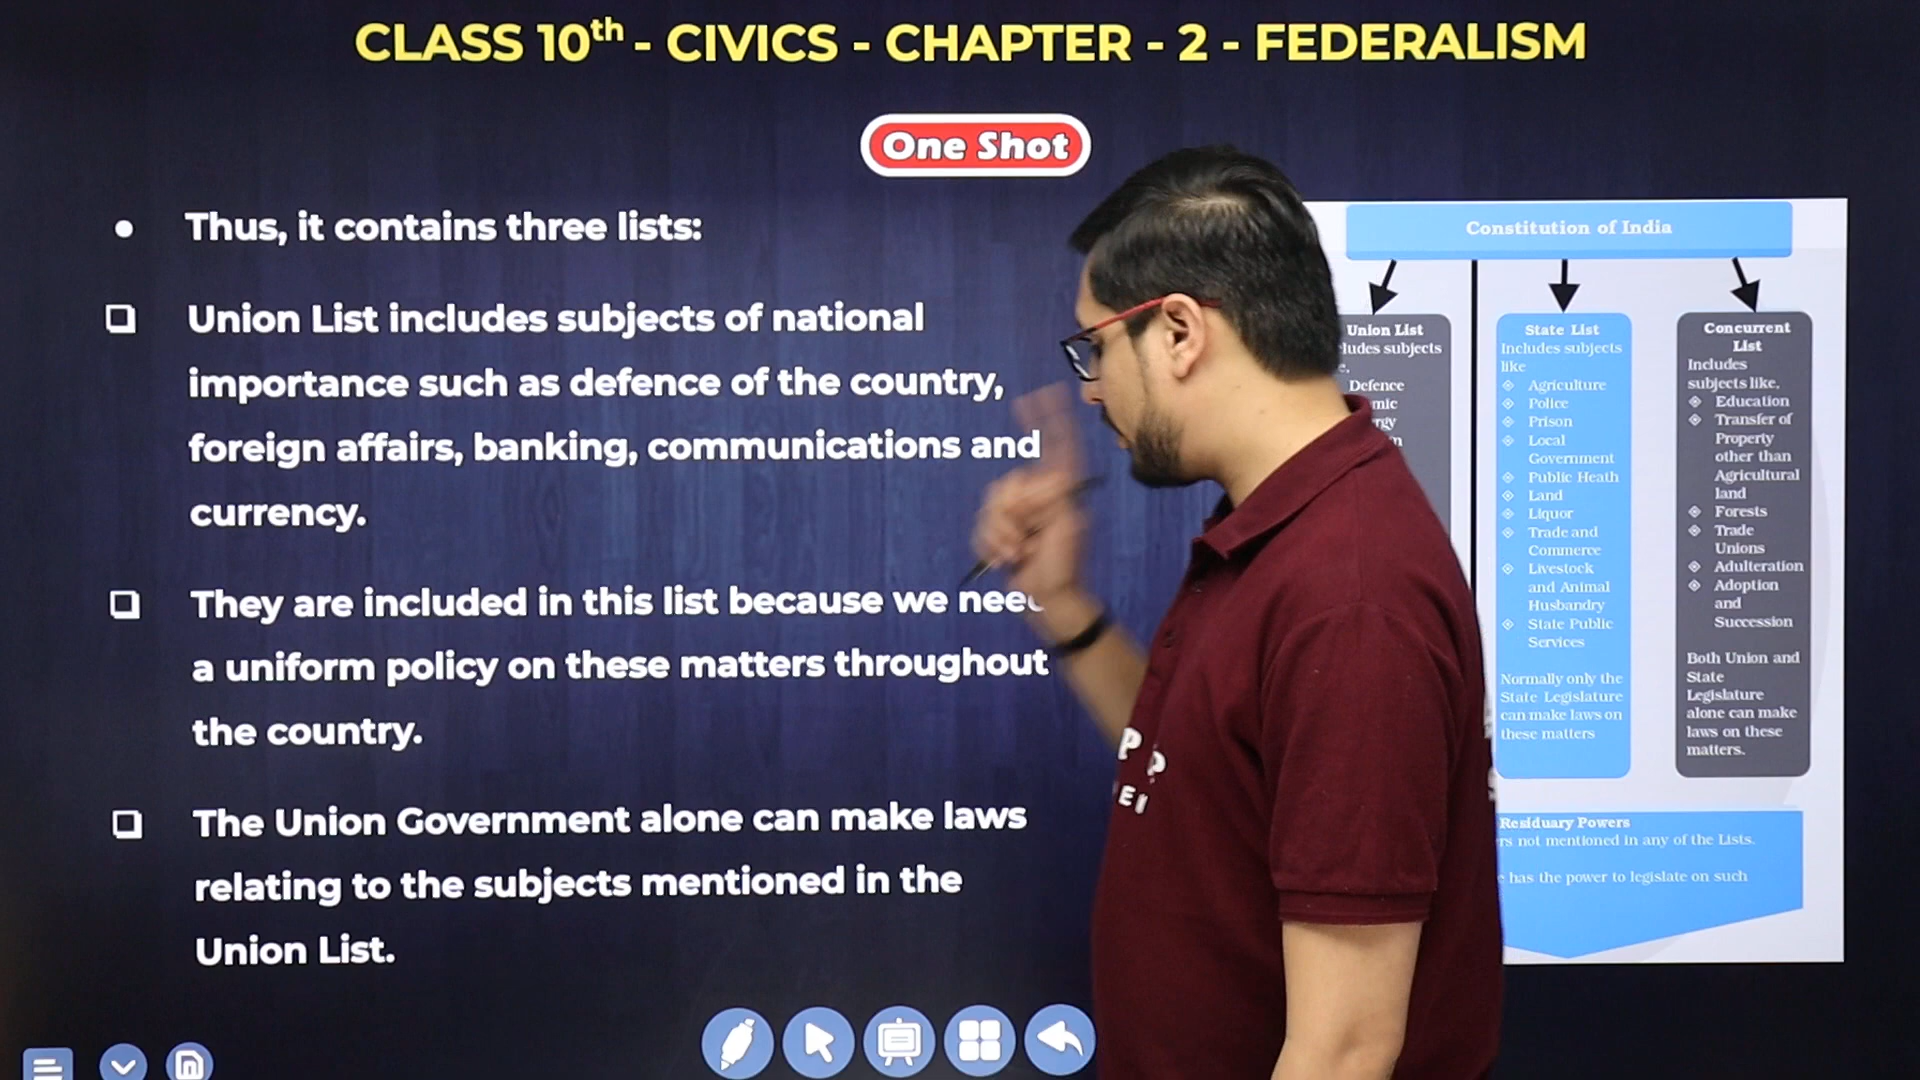 CLASS 10th - CIVICS - CHAPTER - 2 - FEDERALISM
One Shot
Thus, it contains three lists:
Union List includes subjects of national
importance such as defence of the country,
foreign affairs, banking, communications and
currency.
They are included in this list because we
a uniform policy on these matters throughout
the country.
The Union Government alone can make laws
relating to the subjects mentioned in the
Union List.
Constitution of India
Union List
subjects
Defence
State List
Includes subjects
like
Agriculture
Police
Prison
Local
Government
Public Heath
Land
Liquor
Trade and
Commerce
Livestock
and Animal
Husbandry
State Public
Services
Normally only the
State Legislature
can make laws on
these matters
Concurrent
List
Includes
subjects like,
Education
Transfer of
Property
other than
Agricultural
land
Forests
Trade
Unions
Adulteration
Adoption
and
Succession
Both Union and
State
Legislature
alone can make
laws on these
matters.
Residuary Powers
not mentioned in any of the Lists.
has the power to legislate on such